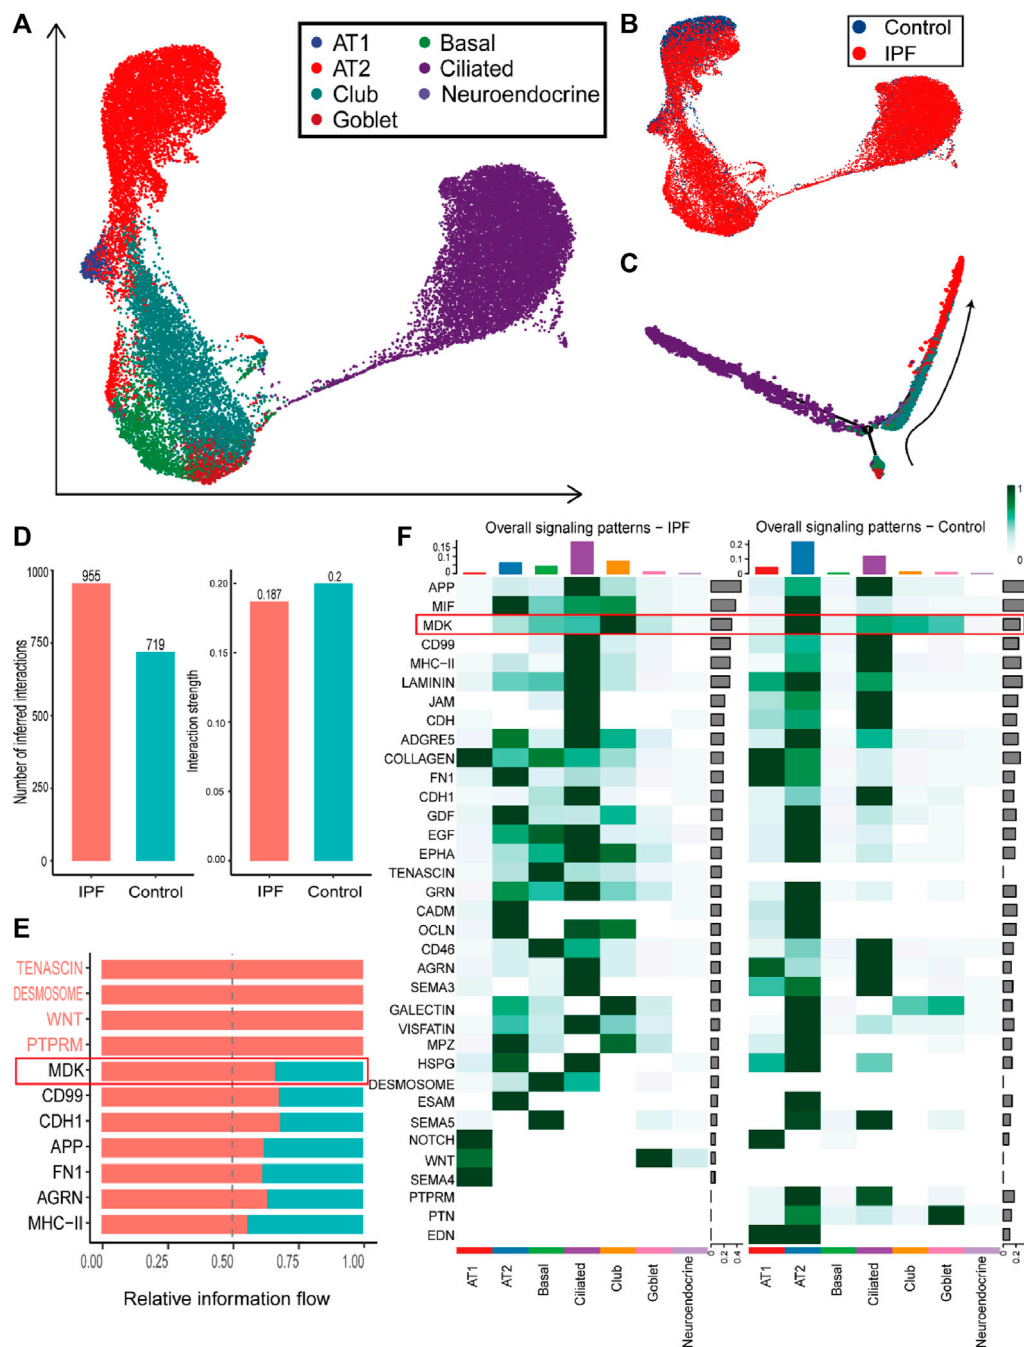 A
AT1
AT2
Club
Goblet
Basal
Ciliated
Neuroendocrine
B
Control
IPF
C
D
Number of inferred interactions
1000
750
500
250
0
955
719
IPF
Control
Interaction strength
0.20
0.15
0.10
0.05
0.00
0.187
0.2
IPF
Control
E
TENASCIN
DESMOSOME
WNT
PTPRM
MDK
CD99
CDH1
APP
FN1
AGRN
MHC-II
0.00
0.25
0.50
0.75
1.00
Relative information flow
F
Overall signaling patterns – IPF
Overall signaling patterns – Control
1
0
0.15
0.1
0.05
0
0.2
0.1
0
APP
MIF
MDK
CD99
MHC-II
LAMININ
JAM
CDH
ADGRE5
COLLAGEN
FN1
CDH1
GDF
EGF
EPHA
TENASCIN
GRN
CADM
OCLN
CD46
AGRN
SEMA3
GALECTIN
VISFATIN
MPZ
HSPG
DESMOSOME
ESAM
SEMA5
NOTCH
WNT
SEMA4
PTPRM
PTN
EDN
AT1
AT2
Basal
Ciliated
Club
Goblet
Neuroendocrine
0
0.2
0.4
AT1
AT2
Basal
Ciliated
Club
Goblet
Neuroendocrine
0
0.2